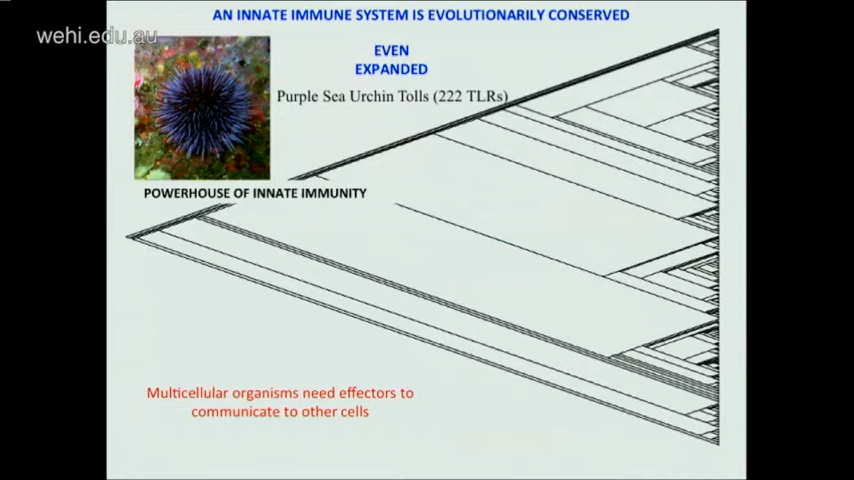 AN INNATE IMMUNE SYSTEM IS EVOLUTIONARILY CONSERVED
wehi.edu.au
EVEN
EXPANDED
Purple Sea Urchin Tolls (222 TLRs)
POWERHOUSE OF INNATE IMMUNITY
Multicellular organisms need effectors to
communicate to other cells